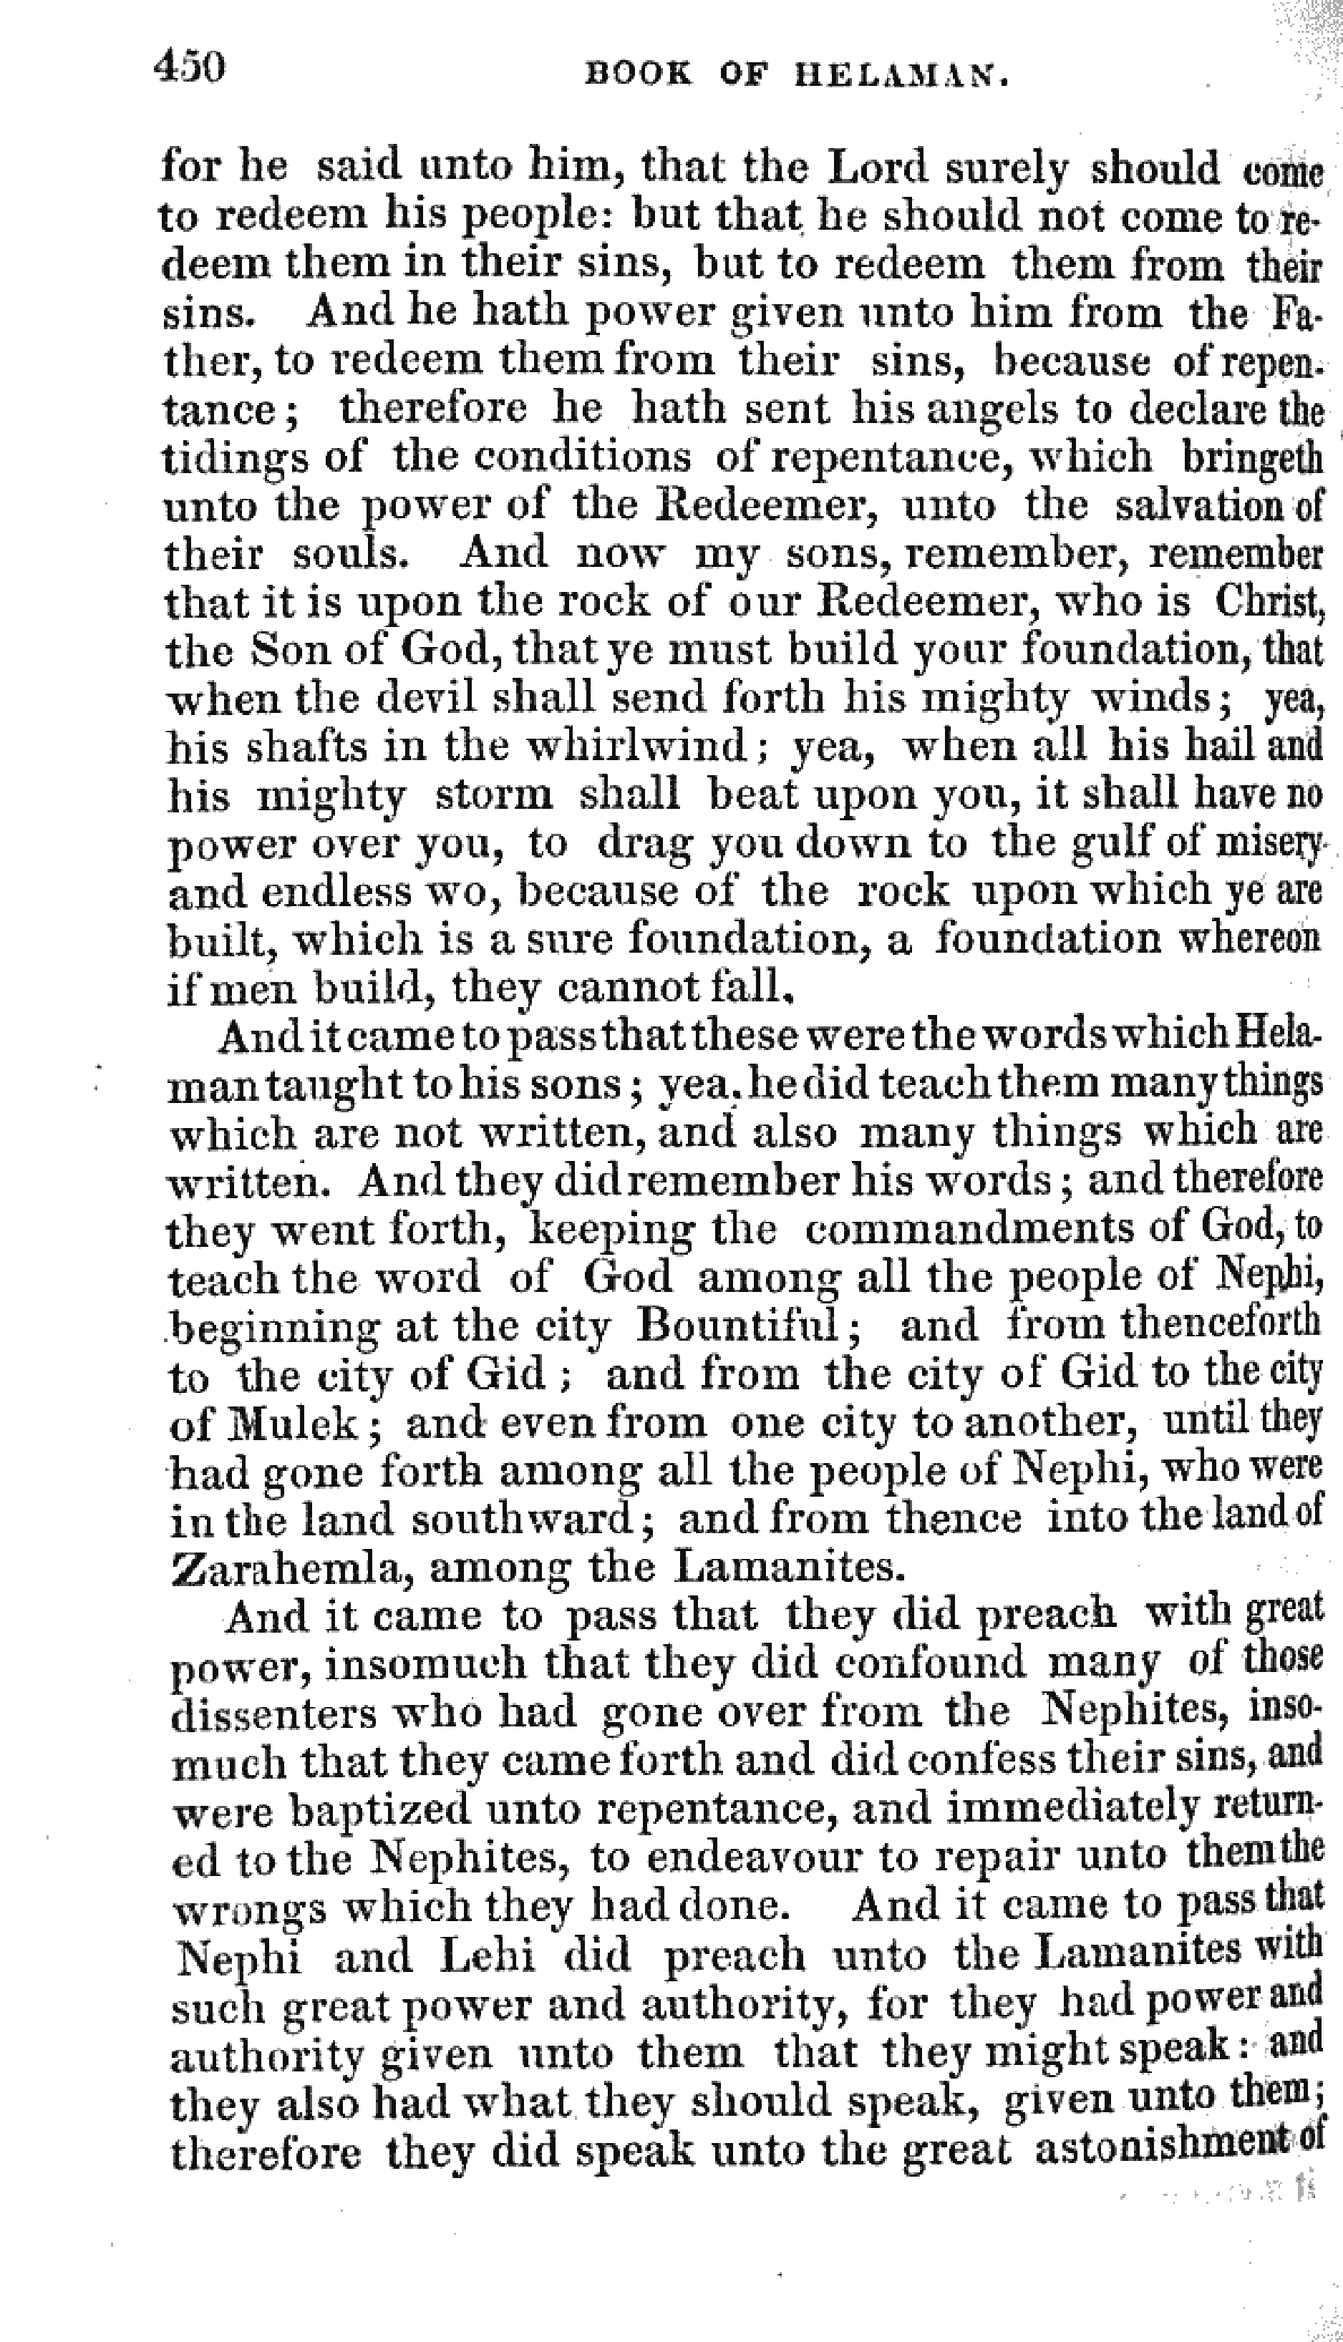 450 BOOK OF HELAMAN.
for he said unto him, that the Lord surely should come
to redeem his people: but that he should not come to re-
deem them in their sins, but to redeem them from their
sins. And he hath power given unto him from the Fa-
ther, to redeem them from their sins, because of repen-
tance; therefore he hath sent his angels to declare the
tidings of the conditions of repentance, which bringeth
unto the power of the Redeemer, unto the salvation of
their souls. And now my sons, remember, remember
that it is upon the rock of our Redeemer, who is Christ,
the Son of God, that ye must build your foundation, that
when the devil shall send forth his mighty winds; yea,
his shafts in the whirlwind; yea, when all his hail and
his mighty storm shall beat upon you, it shall have no
power over you, to drag you down to the gulf of misery
and endless wo, because of the rock upon which ye are
built, which is a sure foundation, a foundation whereon
if men build, they cannot fall.
And it came to pass that these were the words which Hela-
man taught to his sons; yea, he did teach them many things
which are not written, and also many things which are
written. And they did remember his words; and therefore
they went forth, keeping the commandments of God, to
teach the word of God among all the people of Nephi,
beginning at the city Bountiful; and from thenceforth
to the city of Gid; and from the city of Gid to the city
of Mulek; and even from one city to another, until they
had gone forth among all the people of Nephi, who were
in the land southward; and from thence into the land of
Zarahemla, among the Lamanites.
And it came to pass that they did preach with great
power, insomuch that they did confound many of those
dissenters who had gone over from the Nephites, inso-
much that they came forth and did confess their sins, and
were baptized unto repentance, and immediately return-
ed to the Nephites, to endeavour to repair unto them the
wrongs which they had done. And it came to pass that
Nephi and Lehi did preach unto the Lamanites with
such great power and authority, for they had power and
authority given unto them that they might speak: and
they also had what they should speak, given unto them;
therefore they did speak unto the great astonishment of